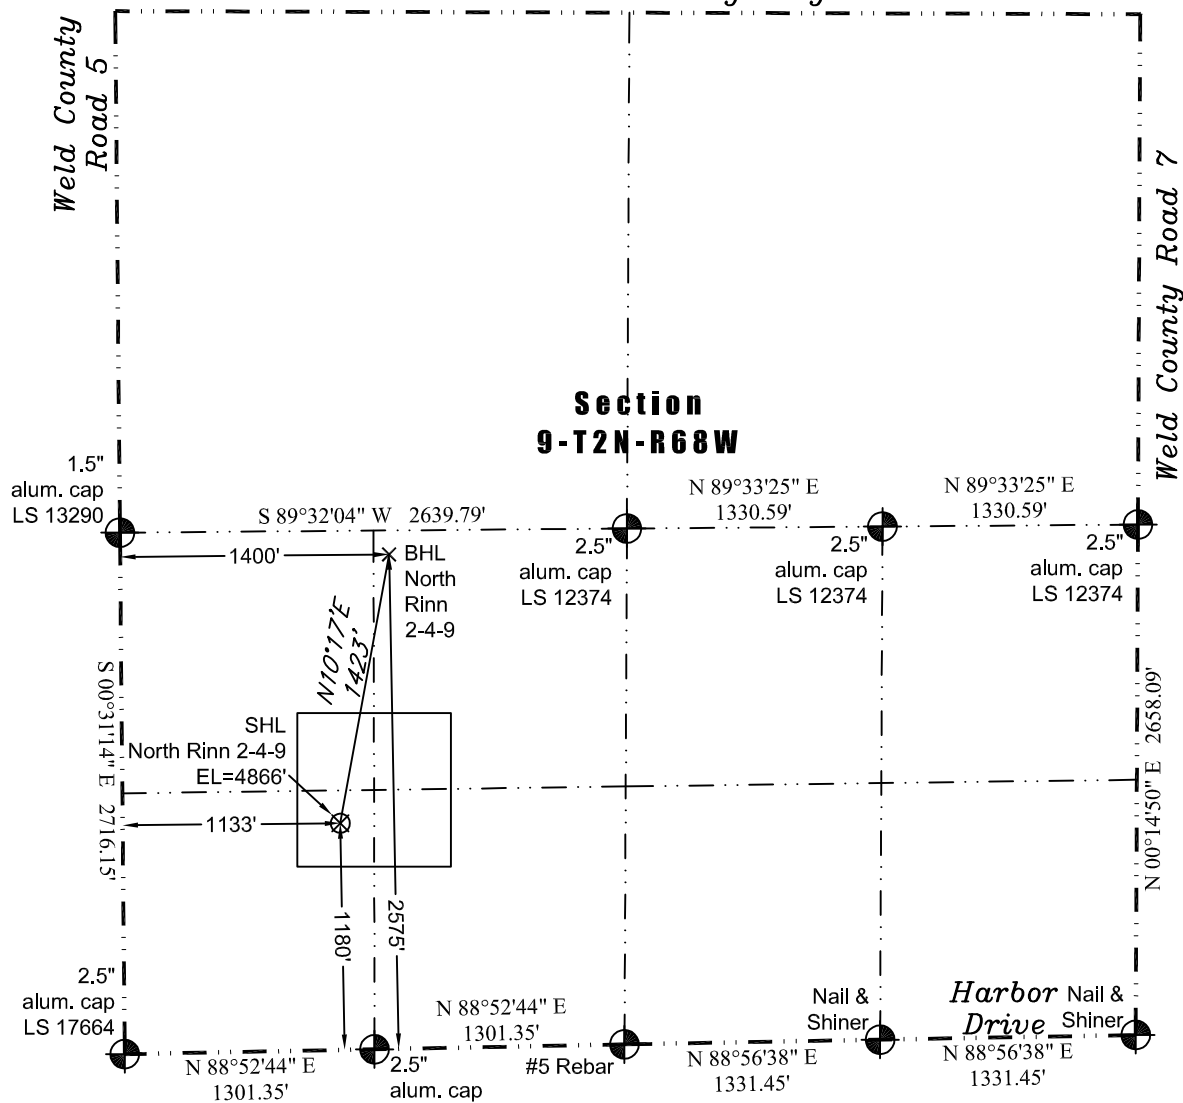 Weld County
Road 5
Weld County Road 7
Section
9-T2N-R68W
1.5"
alum. cap
LS 13290
S 89°32'04" W 2639.79'
N 89°33'25" E
1330.59'
N 89°33'25" E
1330.59'
1400'
BHL
North
Rinn
2-4-9
2.5"
alum. cap
LS 12374
2.5"
alum. cap
LS 12374
2.5"
alum. cap
LS 12374
N10°17'E
1423'
S 00°31'14" E 2716.15'
N 00°14'50" E 2658.09'
SHL
North Rinn 2-4-9
EL=4866'
1133'
1180'
2575'
2.5"
alum. cap
LS 17664
N 88°52'44" E
1301.35'
2.5"
alum. cap
N 88°52'44" E
1301.35'
#5 Rebar
Nail &
Shiner
N 88°56'38" E
1331.45'
Harbor
Drive
Nail &
Shiner
N 88°56'38" E
1331.45'